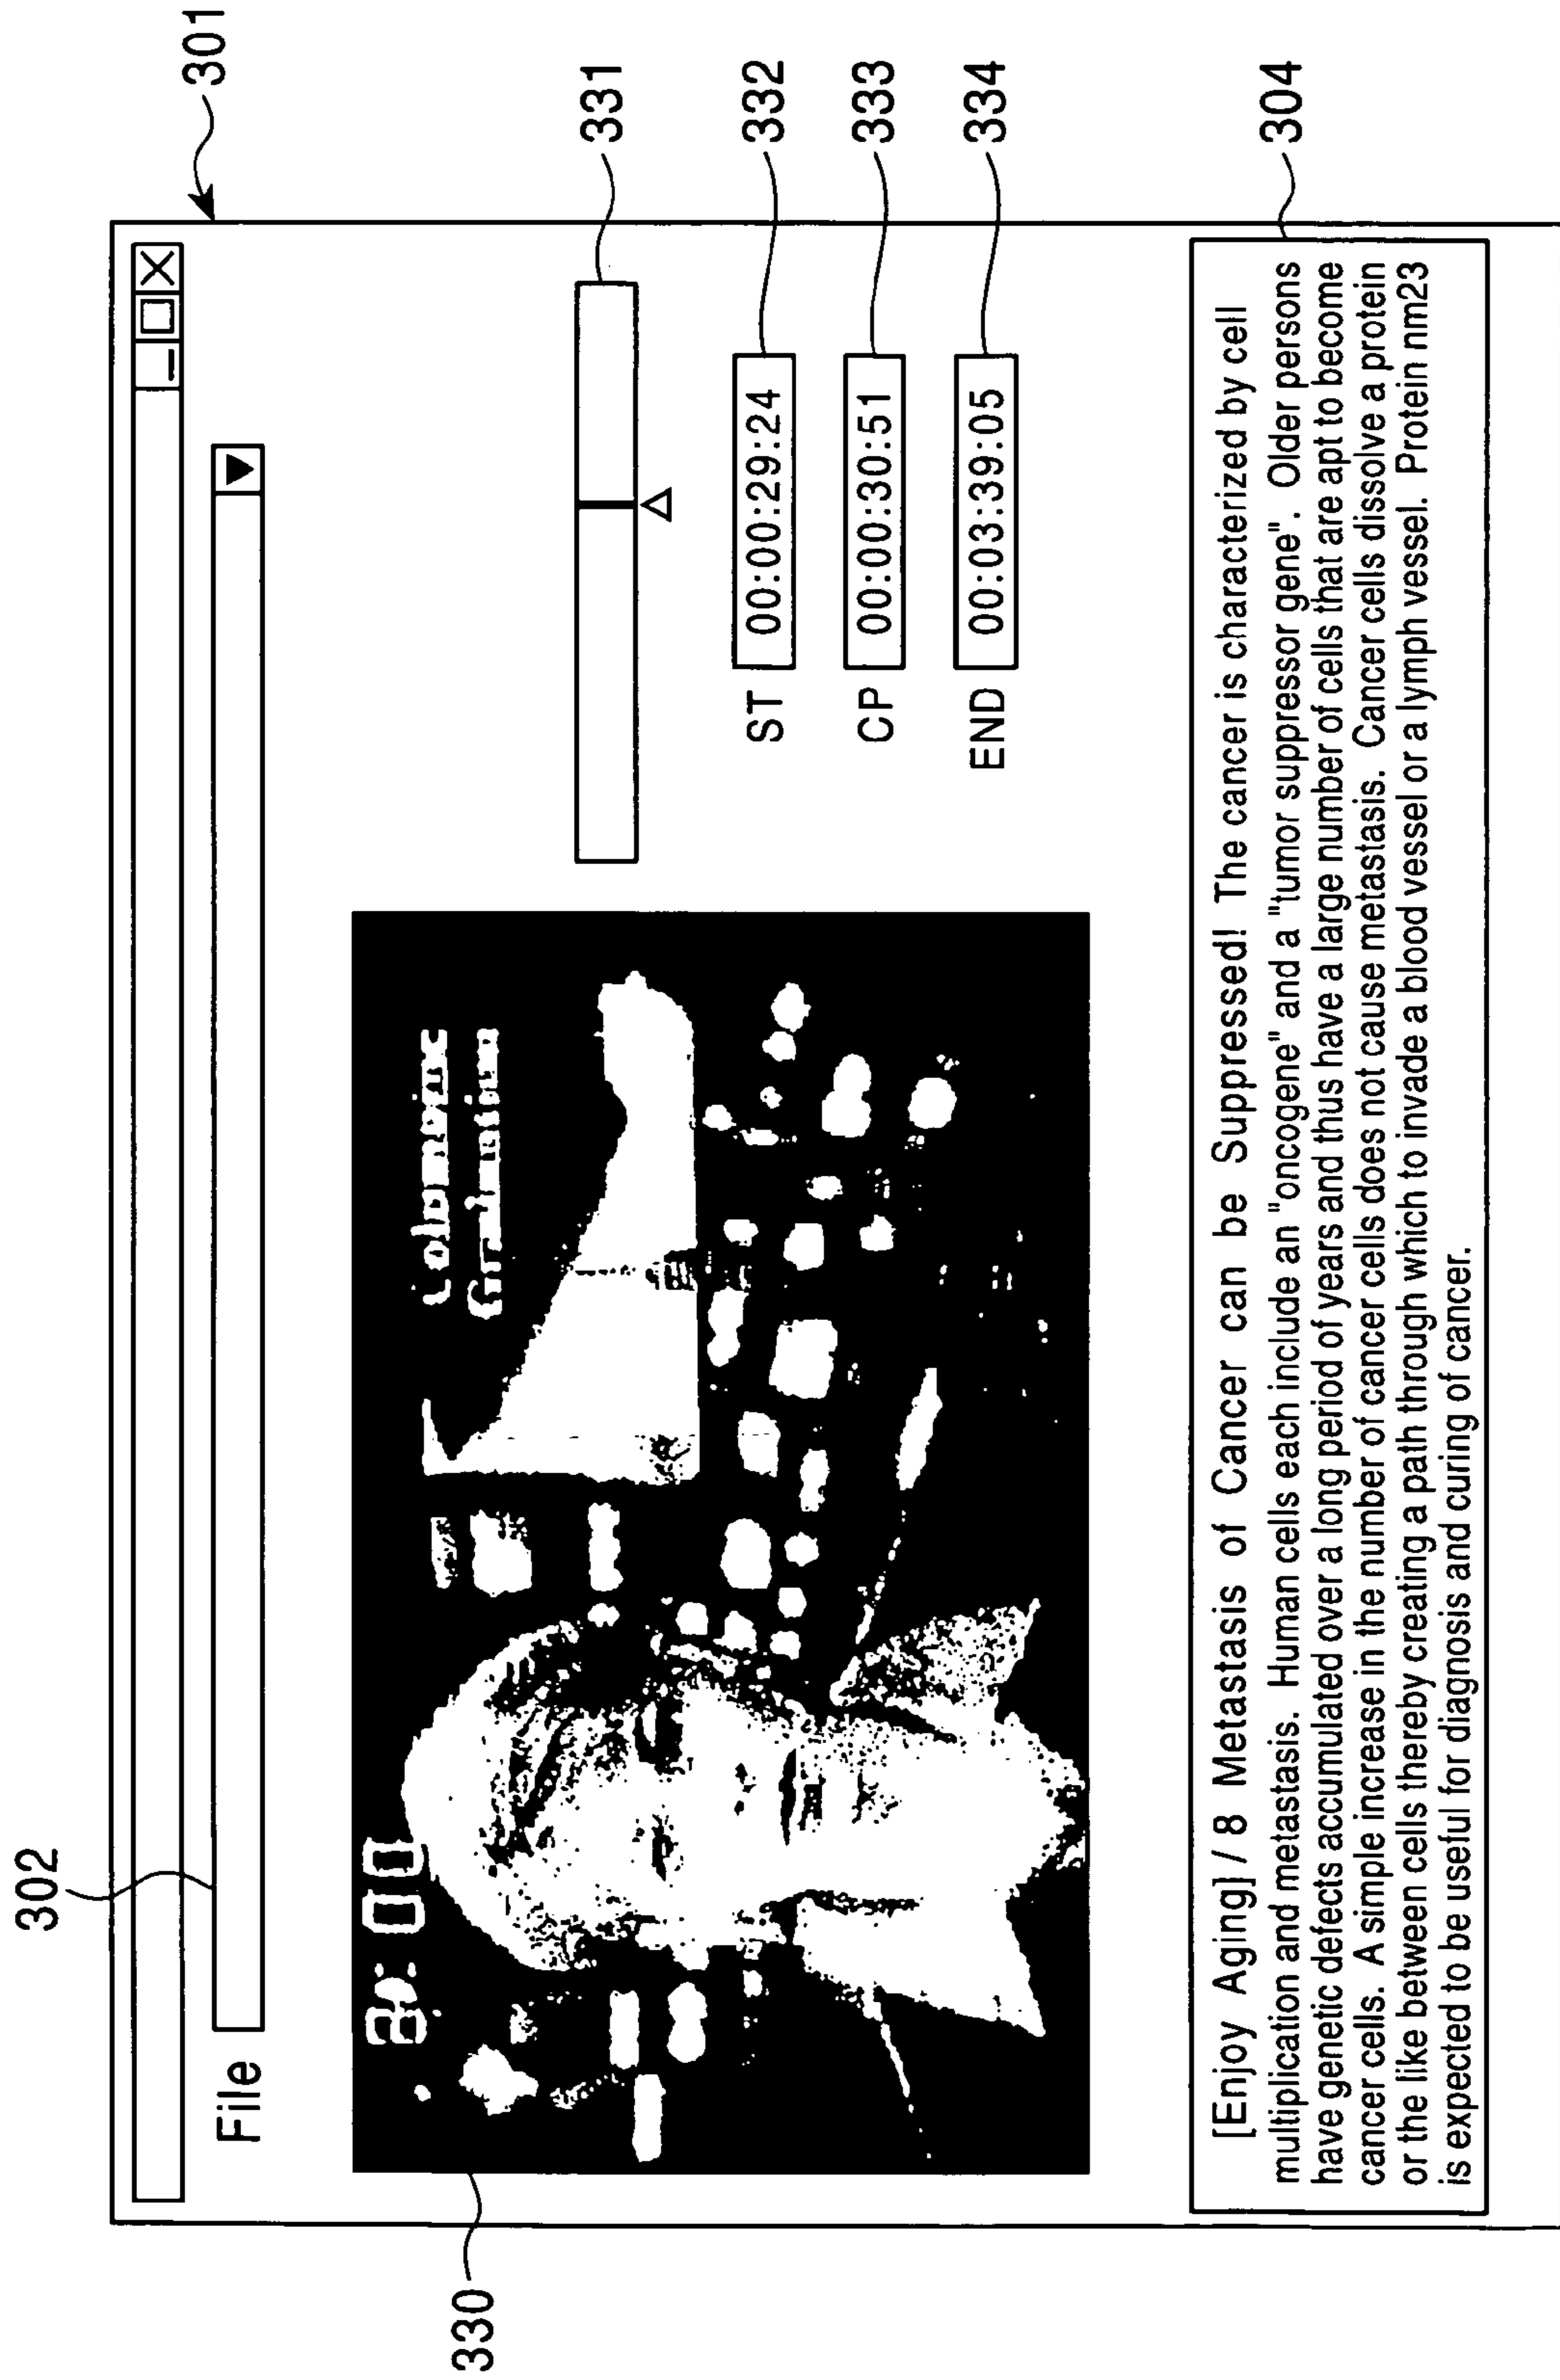 301
302
File
330
8:00
331
ST 00:00:29:24
332
CP 00:00:30:51
333
END 00:03:39:05
334
304
[Enjoy Aging] / 8 Metastasis of Cancer can be Suppressed! The cancer is characterized by cell
multiplication and metastasis. Human cells each include an "oncogene" and a "tumor suppressor gene". Older persons
have genetic defects accumulated over a long period of years and thus have a large number of cells that are apt to become
cancer cells. A simple increase in the number of cancer cells does not cause metastasis. Cancer cells dissolve a protein
or the like between cells thereby creating a path through which to invade a blood vessel or a lymph vessel. Protein nm23
is expected to be useful for diagnosis and curing of cancer.